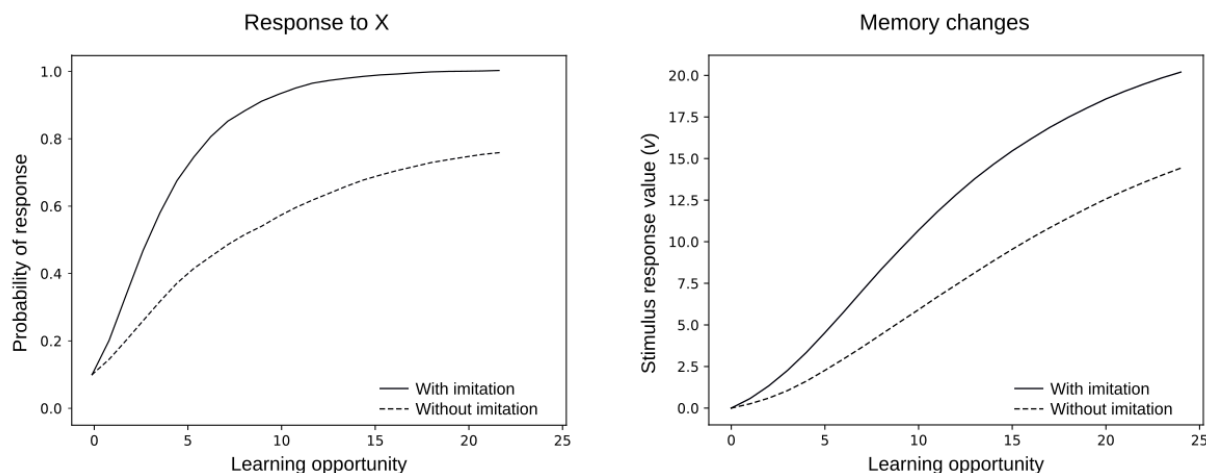 Response to X
Probability of response
1.0
0.8
0.6
0.4
0.2
0.0
With imitation
Without imitation
0 5 10 15 20 25
Learning opportunity
Memory changes
Stimulus response value (v)
20.0
17.5
15.0
12.5
10.0
7.5
5.0
2.5
0.0
With imitation
Without imitation
0 5 10 15 20 25
Learning opportunity